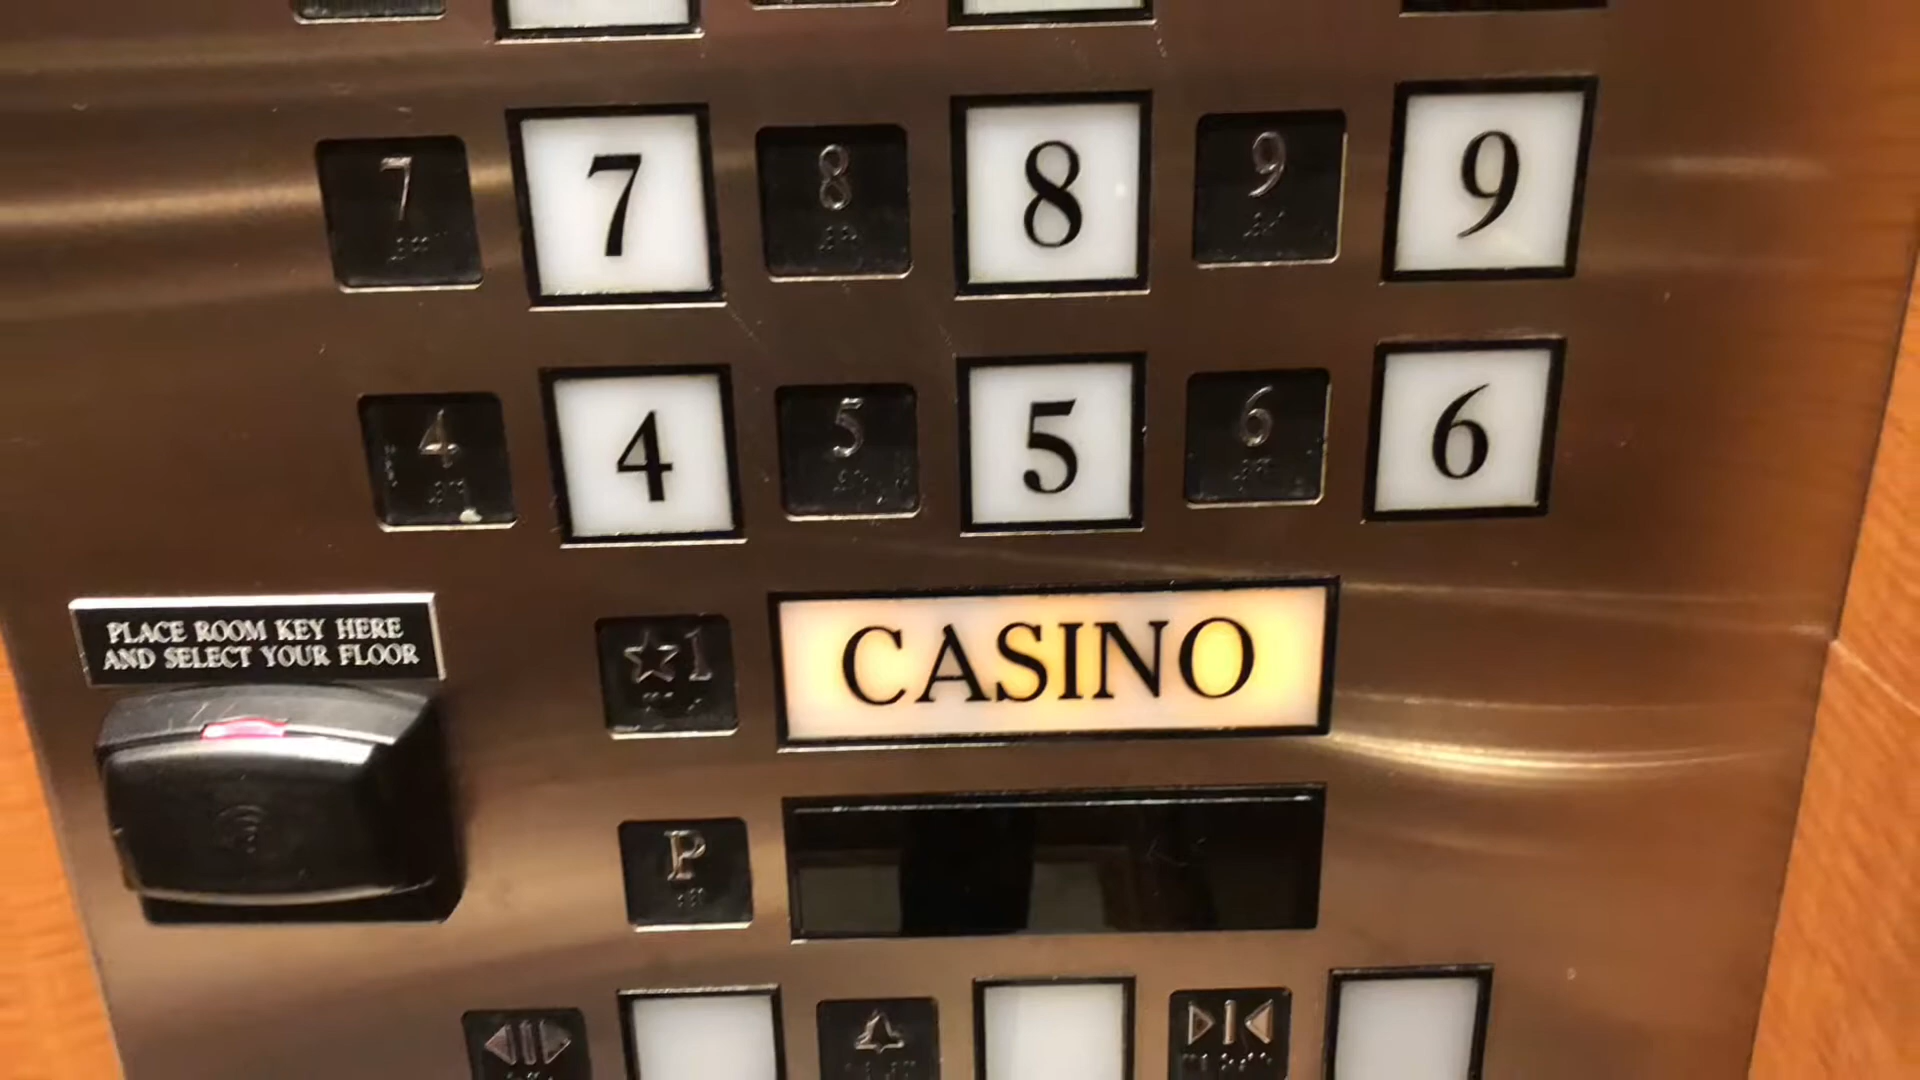 7 7 8 8 9 9
4 4 5 5 6 6
PLACE ROOM KEY HERE
AND SELECT YOUR FLOOR
☆1 CASINO
P